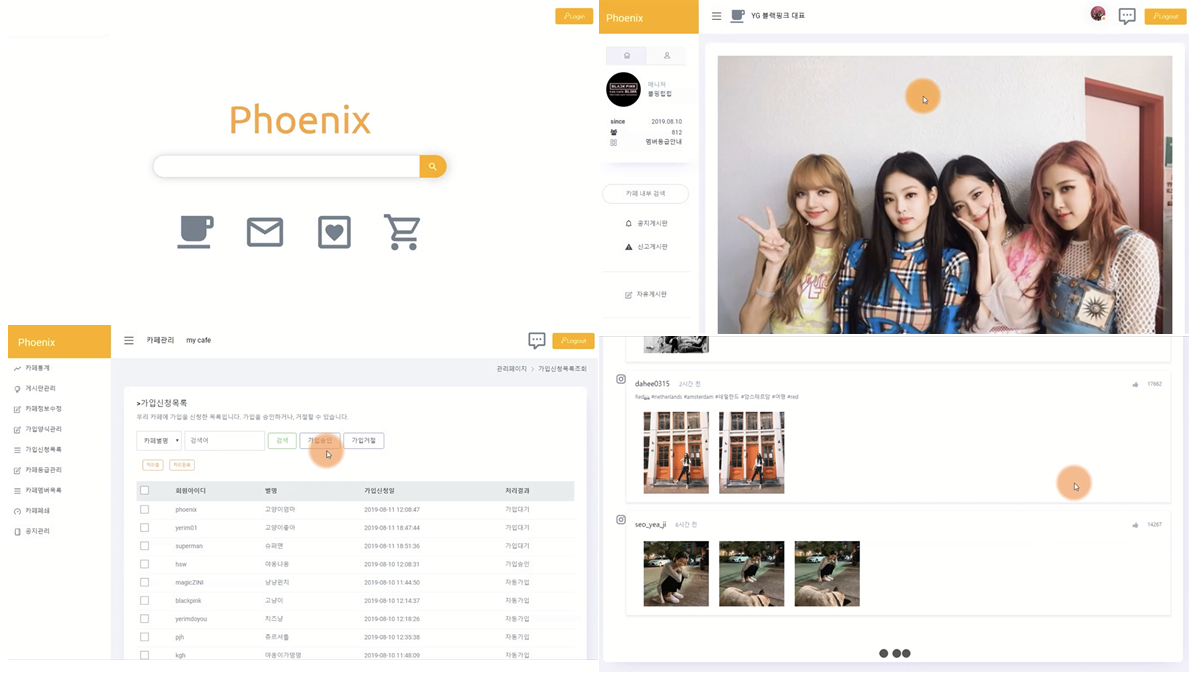 Login
Phoenix
Phoenix
YG 블랙핑크 대표
Logout
매니저
블링컵컵
since 2019.08.10
812
멤버등급안내
카페 내부 검색
공지게시판
신고게시판
자유게시판
Phoenix
카페관리 my cafe
Logout
카페통계
게시판관리
카페정보수정
가입양식관리
가입신청목록
카페등급관리
카페멤버목록
카페폐쇄
공지관리
관리페이지 > 가입신청목록조회
>가입신청목록
우리 카페에 가입을 신청한 목록입니다. 가입을 승인하거나, 거절할 수 있습니다.
카페별명 검색어 검색 가입승인 가입거절
회원아이디 별명 가입신청일 처리결과
phoenix 고양이엄마 2019-08-11 12:08:47 가입대기
yerim01 고양이좋아 2019-08-11 18:47:44 가입대기
superman 슈퍼맨 2019-08-11 18:51:36 가입대기
hsw 야옹냐옹 2019-08-10 12:08:31 가입승인
magicZINI 냥냥펀치 2019-08-10 11:44:50 자동가입
blackpink 고냥이 2019-08-10 12:14:37 자동가입
yerimdoyou 치즈냥 2019-08-10 12:18:26 자동가입
pjh 츄르셔틀 2019-08-10 12:33:38 자동가입
kgh 야옹이가멍멍 2019-08-10 11:48:09 자동가입
dahee0315 2시간 전 17662
#netherlands #amsterdam #네덜란드 #암스테르담 #여행 #red
seo_yea_ji 6시간 전 14267